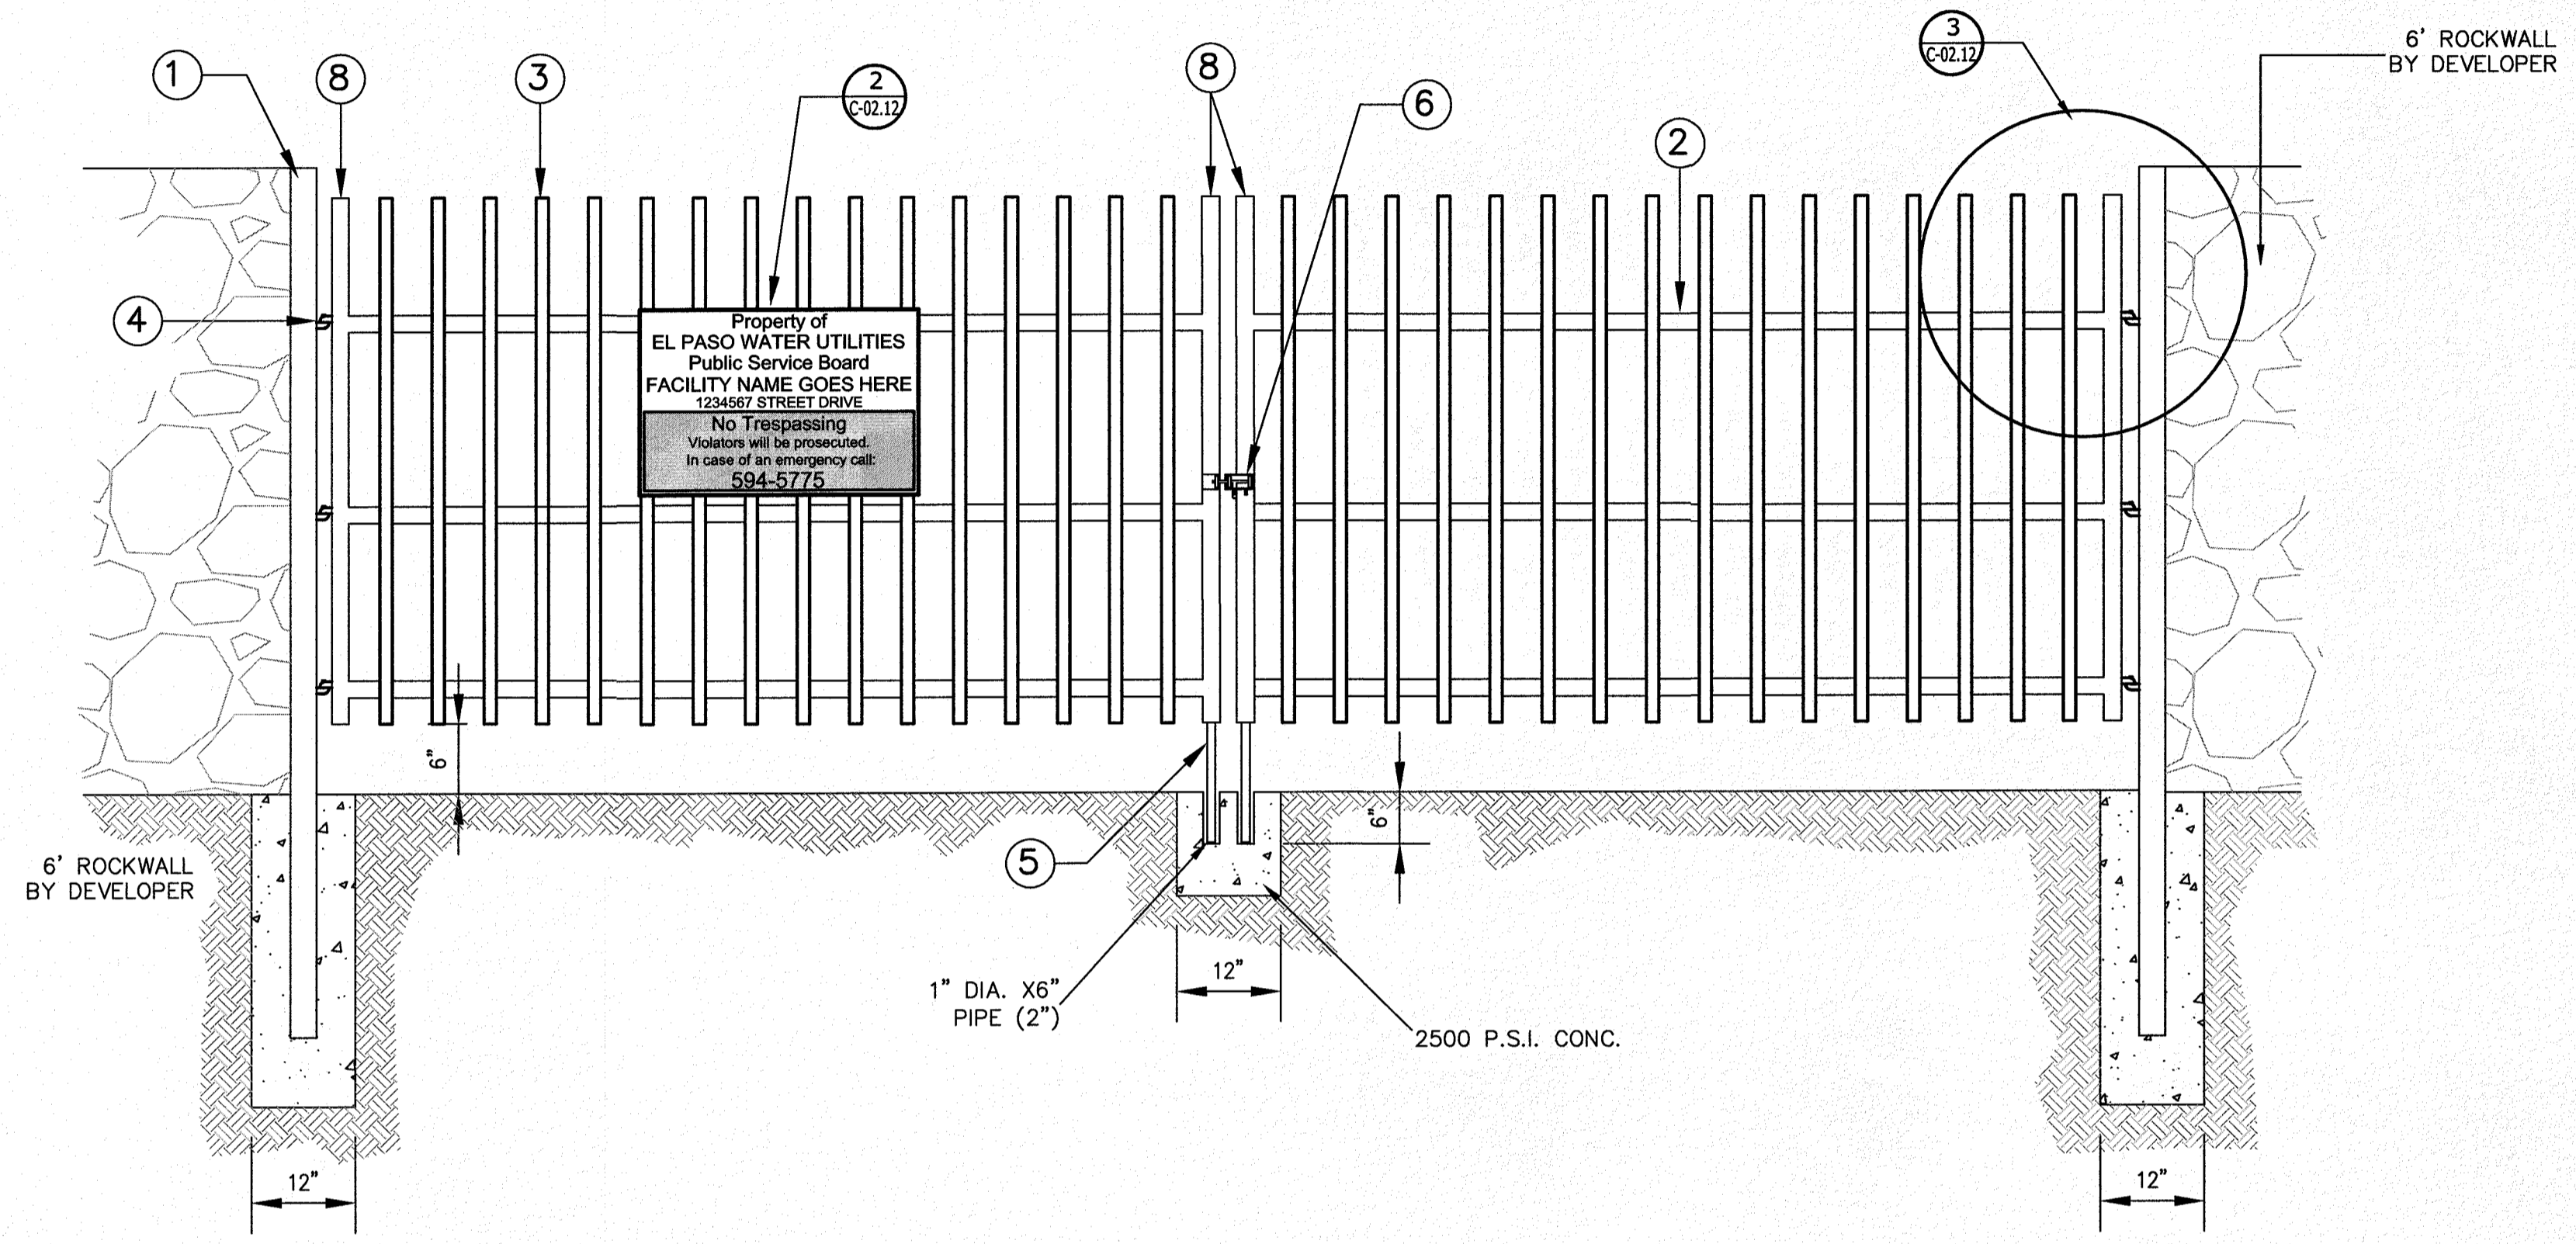 3
C-02.12
6' ROCKWALL
BY DEVELOPER
1
8
3
2
C-02.12
8
6
2
4
Property of
EL PASO WATER UTILITIES
Public Service Board
FACILITY NAME GOES HERE
1234567 STREET DRIVE
No Trespassing
Violators will be prosecuted.
In case of an emergency call:
594-5775
6"
6"
5
6' ROCKWALL
BY DEVELOPER
1" DIA. X6"
PIPE (2")
12"
2500 P.S.I. CONC.
12"
12"